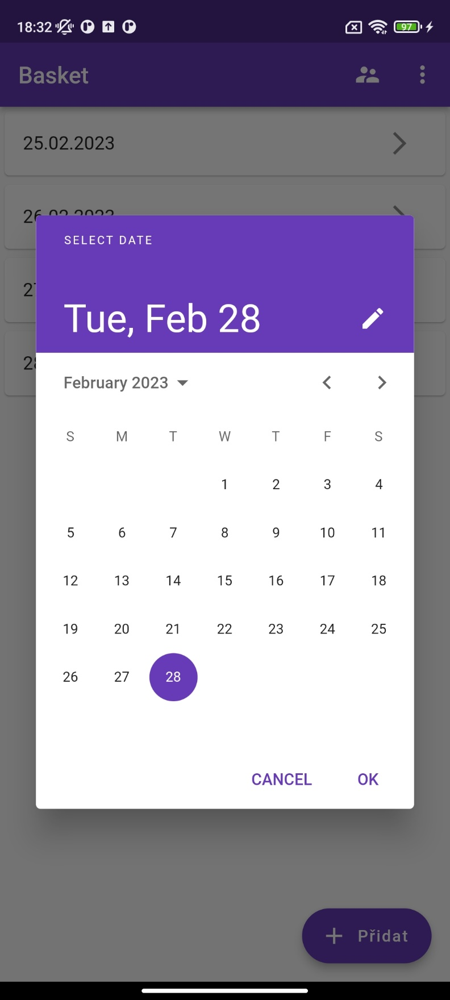 18:32 97
Basket
25.02.2023
26.02.2023
SELECT DATE
Tue, Feb 28
February 2023
S M T W T F S
1 2 3 4
5 6 7 8 9 10 11
12 13 14 15 16 17 18
19 20 21 22 23 24 25
26 27 28
CANCEL OK
Přidat